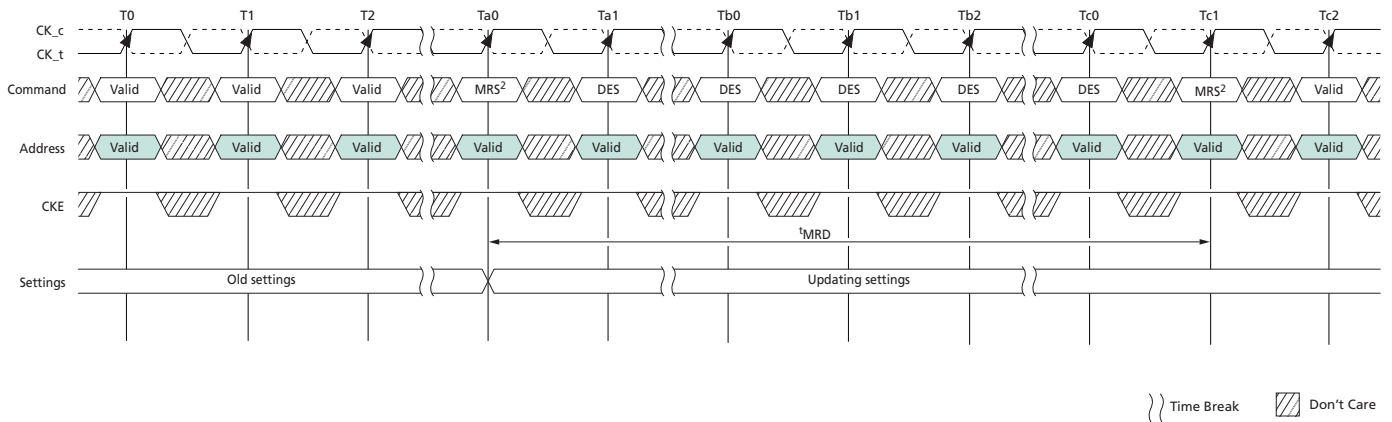 T0 T1 T2 Ta0 Ta1 Tb0 Tb1 Tb2 Tc0 Tc1 Tc2
CK_c
CK_t
Command Valid Valid Valid MRS² DES DES DES DES DES MRS² Valid
Address Valid Valid Valid Valid Valid Valid Valid Valid Valid Valid Valid
CKE
ᵗMRD
Settings Old settings Updating settings
Time Break Don't Care